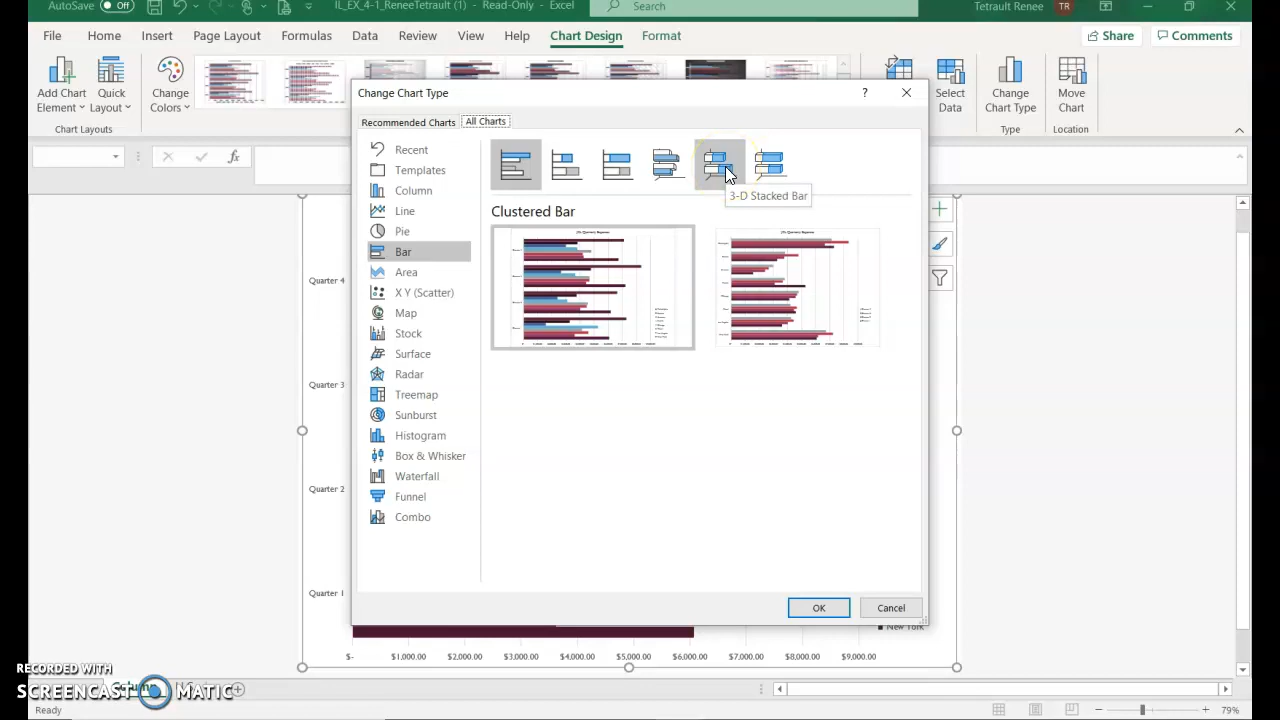 AutoSave Off IL_EX_4-1_ReneeTetrault (1) - Read-Only - Excel Search Tetrault Renee TR
File Home Insert Page Layout Formulas Data Review View Help Chart Design Format Share Comments
Add Chart Element
Quick Layout
Change Colors
Select Data
Change Chart Type
Move Chart
Chart Layouts Type Location
Change Chart Type ?
Recommended Charts All Charts
Recent
Templates
Column
Line
Pie
Bar
Area
X Y (Scatter)
Map
Stock
Surface
Radar
Treemap
Sunburst
Histogram
Box & Whisker
Waterfall
Funnel
Combo
3-D Stacked Bar
Clustered Bar
OK Cancel
fx
Quarter 4
Quarter 3
Quarter 2
Quarter 1
New York
$- $1,000.00 $2,000.00 $3,000.00 $4,000.00 $5,000.00 $6,000.00 $7,000.00 $8,000.00 $9,000.00
RECORDED WITH
SCREENCAST MATIC
Ready 79%